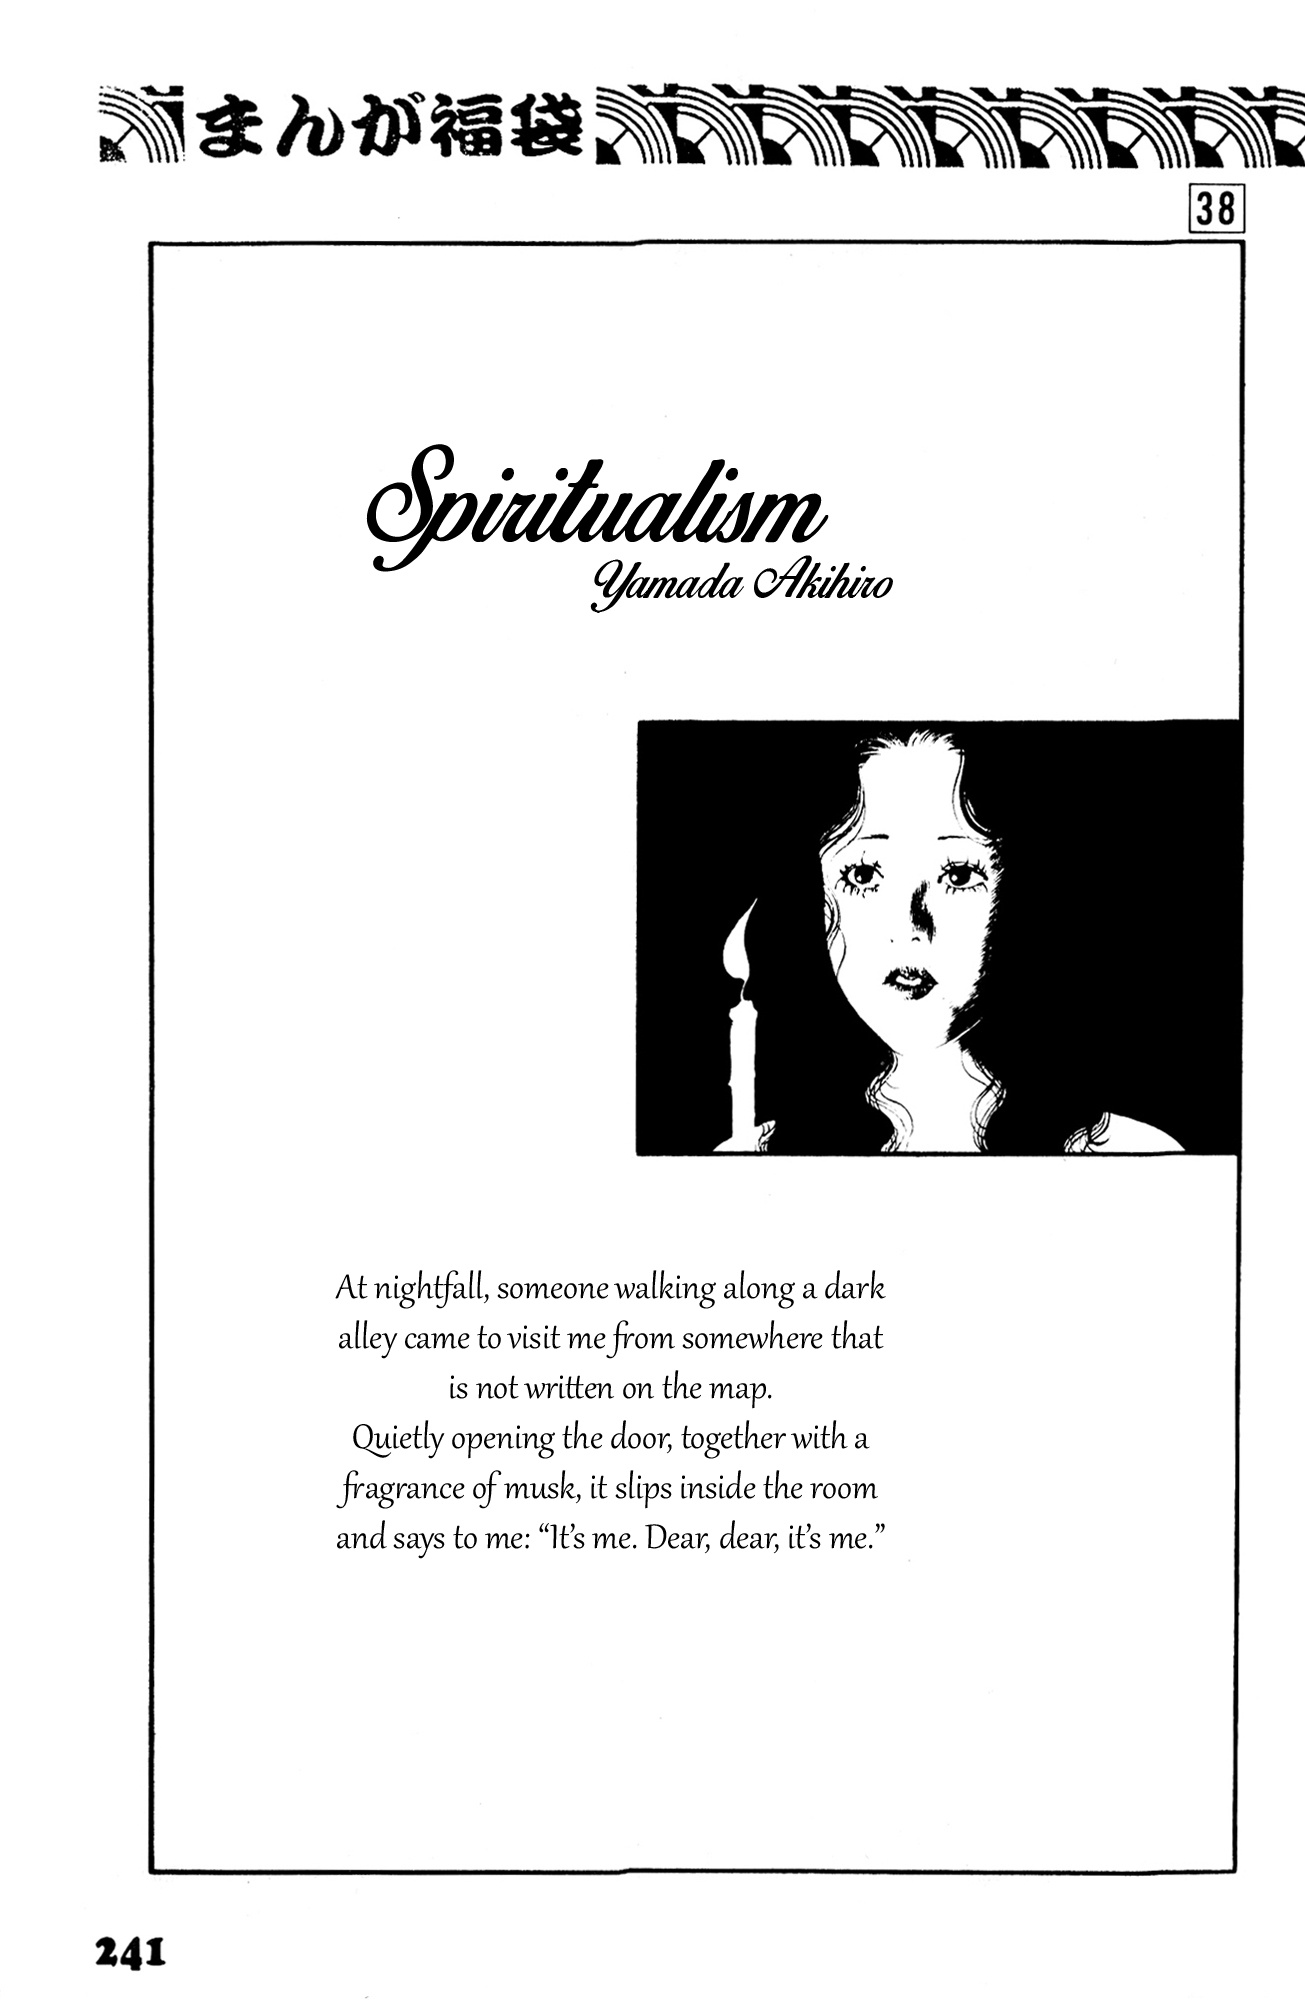 まんが福袋
38
Spiritualism
Yamada Akihiro
At nightfall, someone walking along a dark
alley came to visit me from somewhere that
is not written on the map.
Quietly opening the door, together with a
fragrance of musk, it slips inside the room
and says to me: “It’s me. Dear, dear, it’s me.”
241